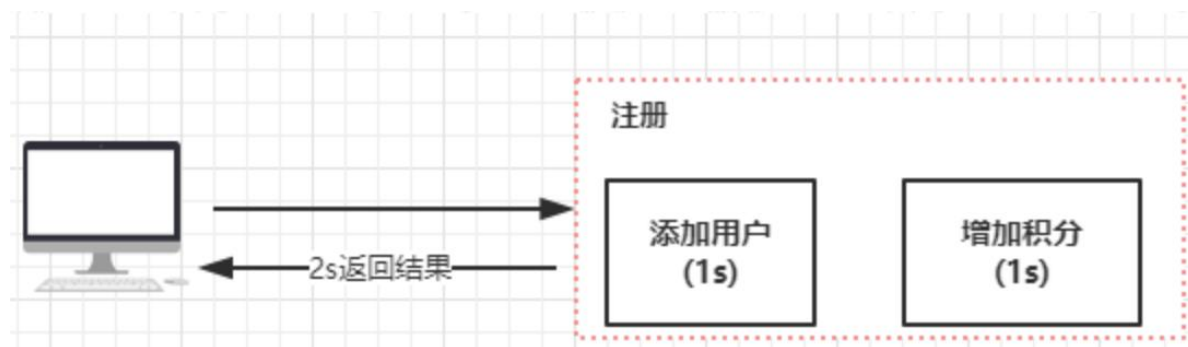 注册
添加用户
(1s)
增加积分
(1s)
2s返回结果